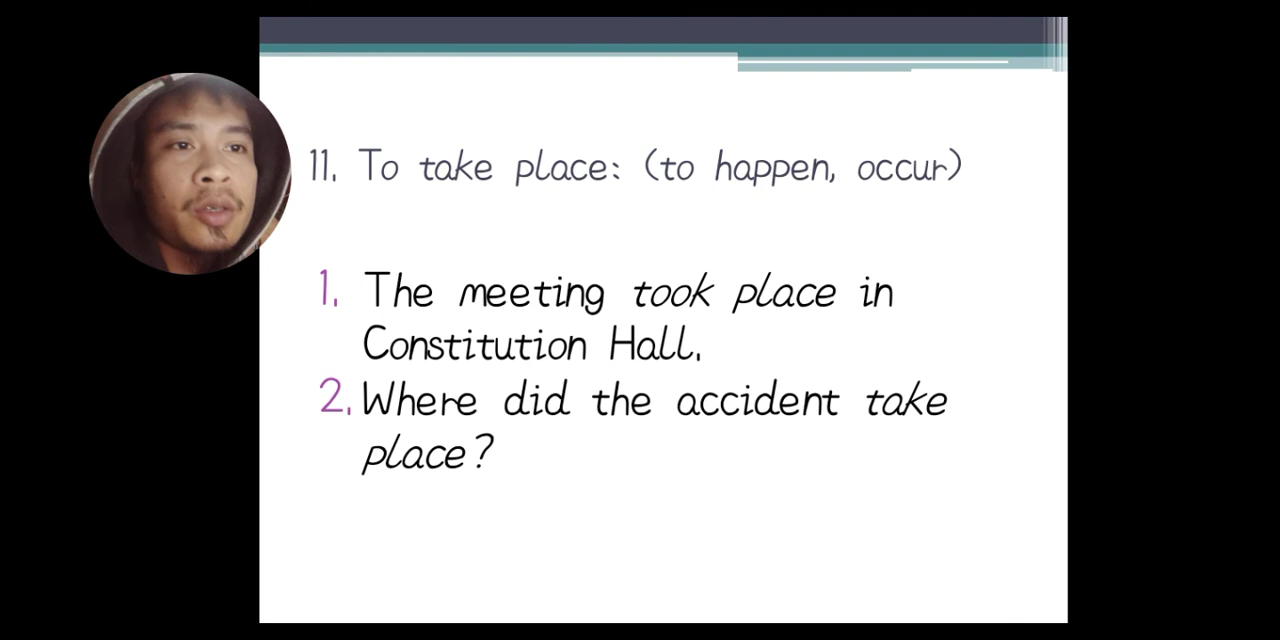 11. To take place: (to happen, occur)
1. The meeting took place in
Constitution Hall.
2. Where did the accident take
place?